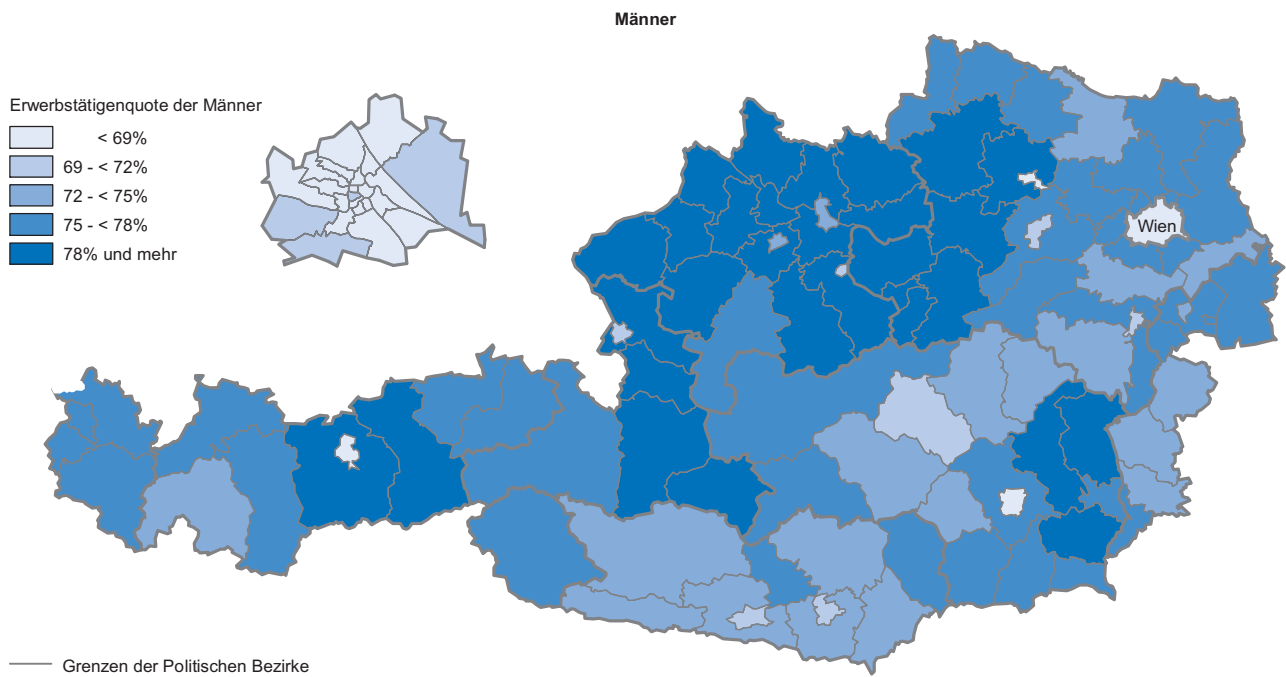 Männer
Erwerbstätigenquote der Männer
< 69%
69 - < 72%
72 - < 75%
75 - < 78%
78% und mehr
Wien
Grenzen der Politischen Bezirke